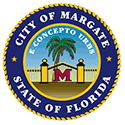 CITY OF MARGATE
E CONCEPTO URBS
M
STATE OF FLORIDA